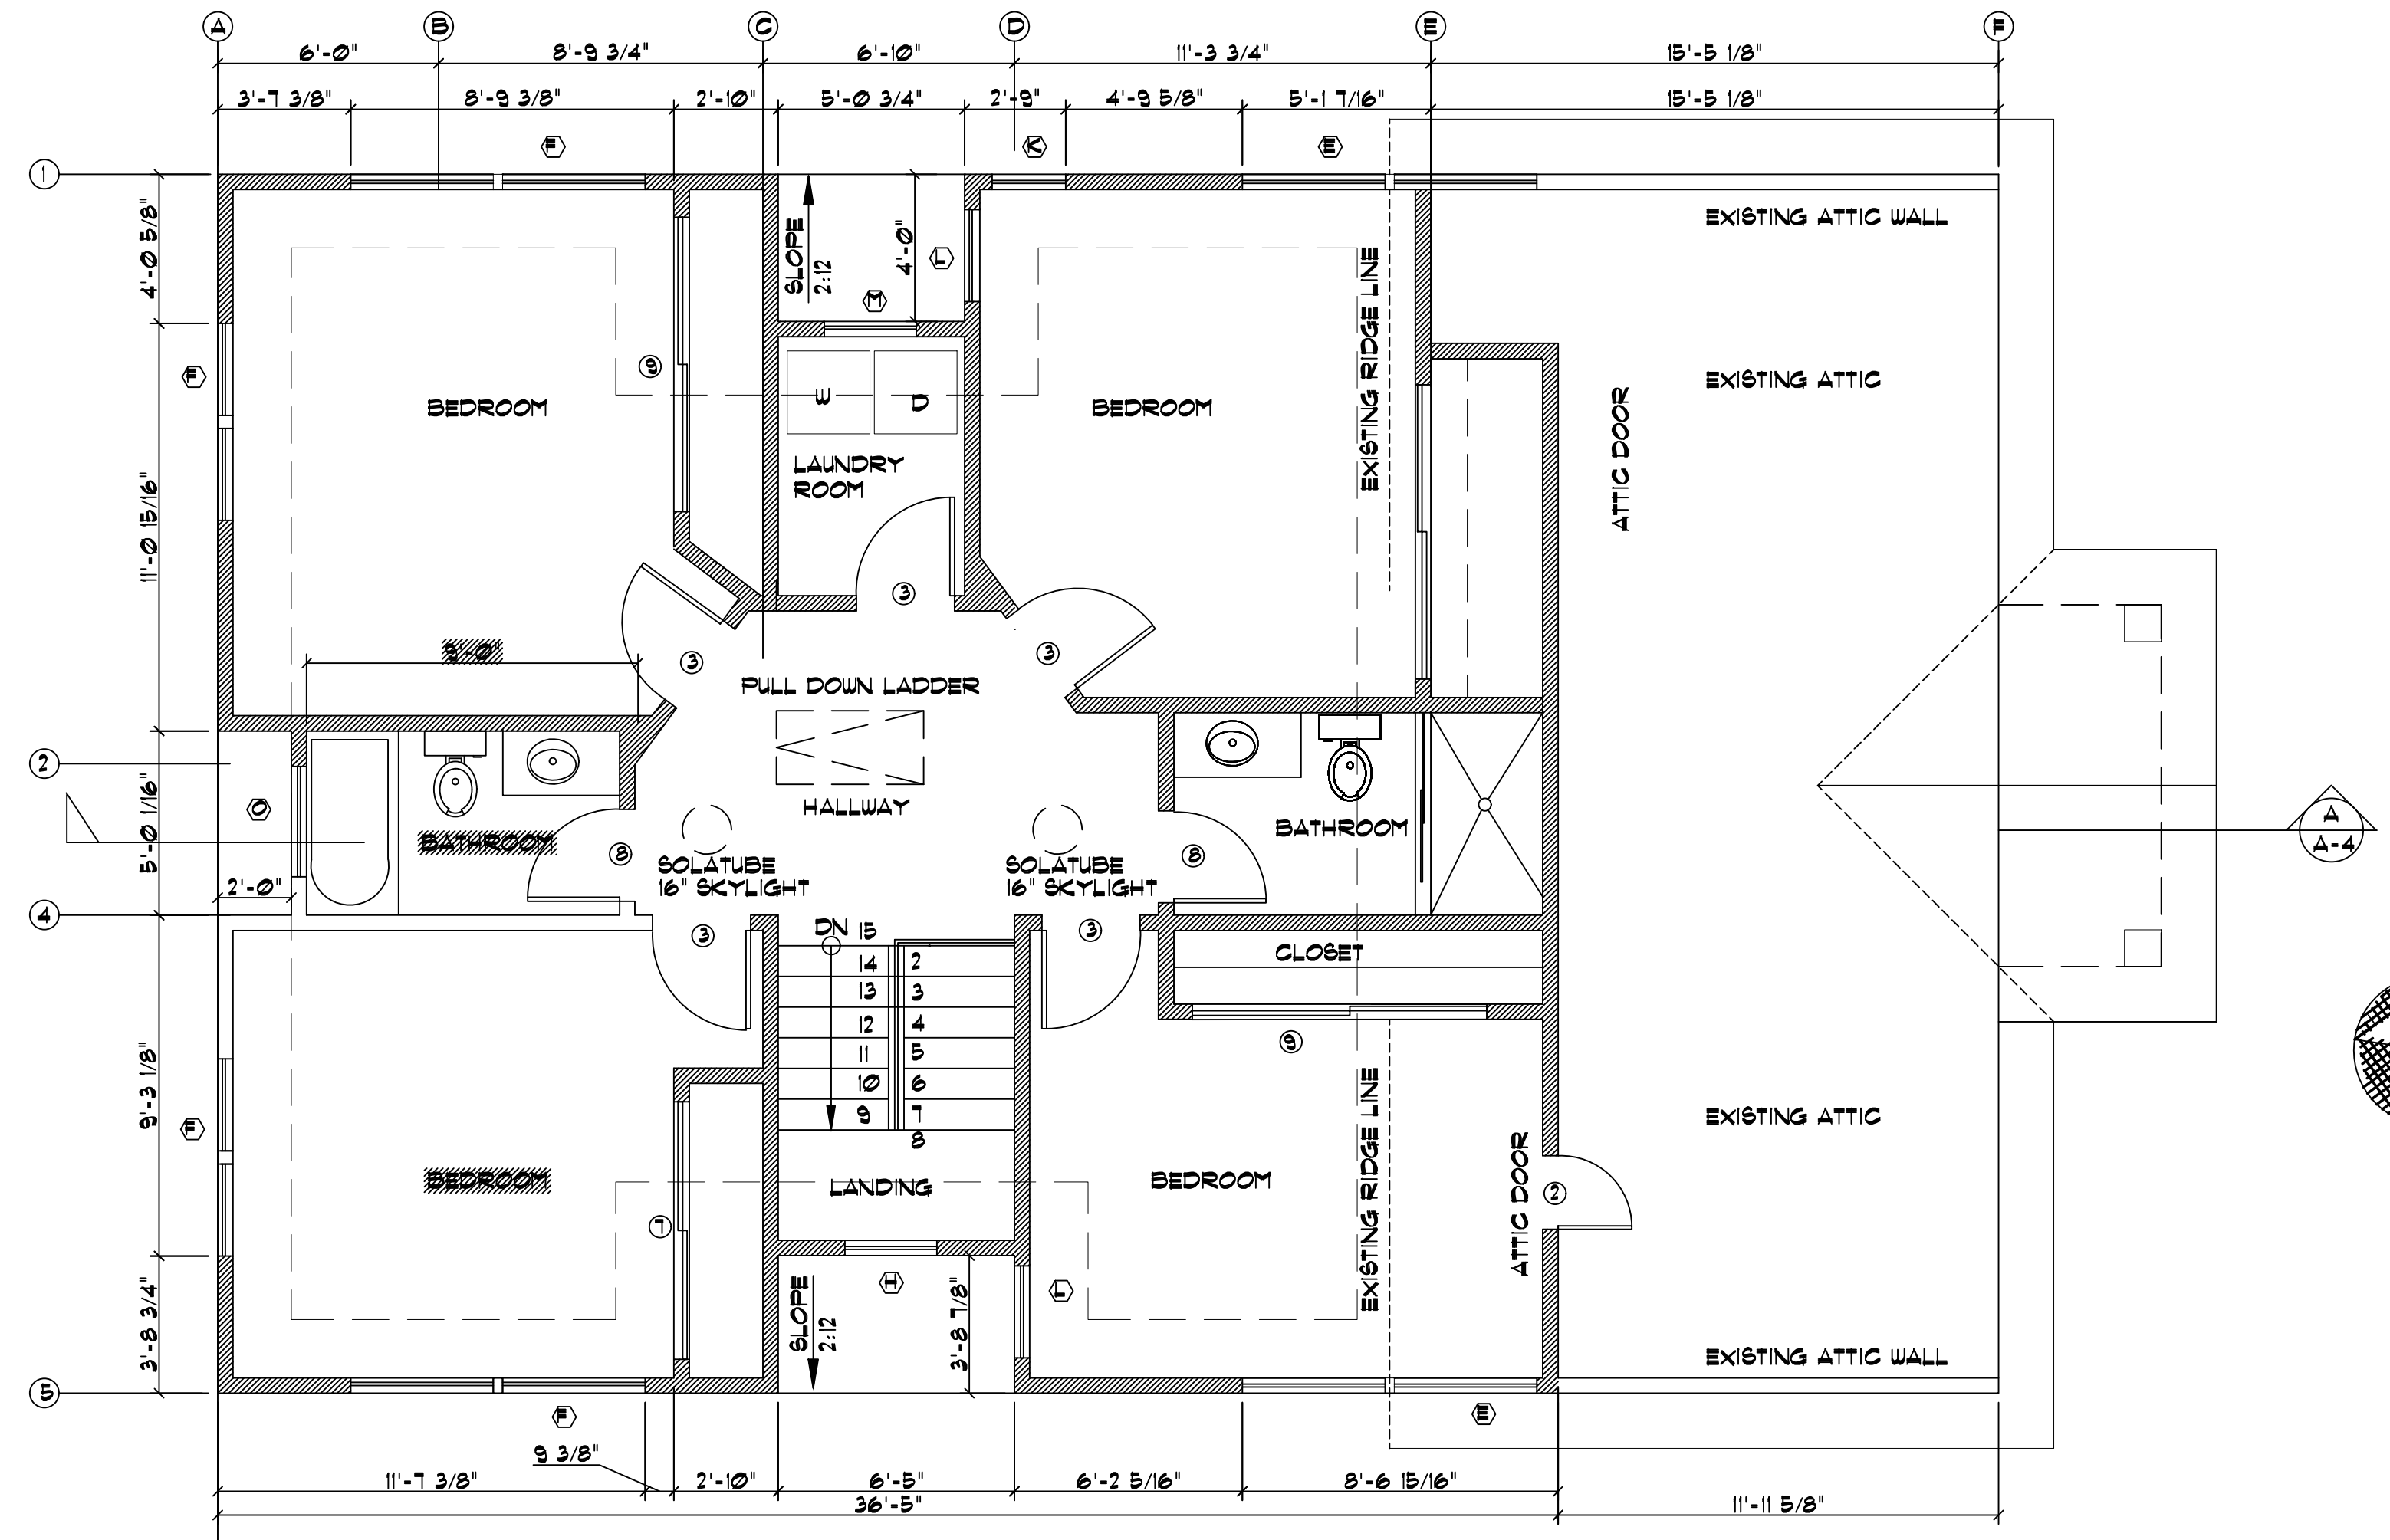 A B C D E F
6'-0" 8'-9 3/4" 6'-10" 11'-3 3/4" 15'-5 1/8"
3'-7 3/8" 8'-9 3/8" 2'-10" 5'-0 3/4" 2'-9" 4'-9 5/8" 5'-1 7/16" 15'-5 1/8"
F K E
1
EXISTING ATTIC WALL
4'-0 5/8"
SLOPE
2:12
4'-0"
L
M
EXISTING RIDGE LINE
F
9
EXISTING ATTIC
W D
BEDROOM
BEDROOM
ATTIC DOOR
LAUNDRY
ROOM
11'-0 15/16"
3
9'-0"
3
3
PULL DOWN LADDER
2
5'-0 1/16"
O
HALLWAY
A
A-4
BATHROOM
BATHROOM
8
8
SOLATUBE
16" SKYLIGHT
SOLATUBE
16" SKYLIGHT
2'-0"
4
3
DN 15
3
14 2
CLOSET
13 3
12 4
9
11 5
10 6
9 7
8
9'-3 1/8"
F
EXISTING ATTIC
EXISTING RIDGE LINE
ATTIC DOOR
BEDROOM
LANDING
BEDROOM
2
7
H
L
SLOPE
2:12
3'-8 7/8"
3'-8 3/4"
EXISTING ATTIC WALL
5
F
E
9 3/8"
11'-7 3/8" 2'-10" 6'-5" 6'-2 5/16" 8'-6 15/16"
36'-5" 11'-11 5/8"